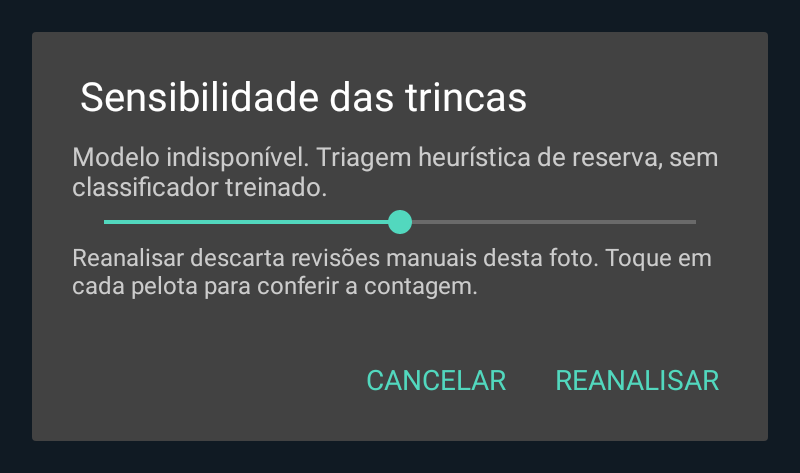 Sensibilidade das trincas
Modelo indisponível. Triagem heurística de reserva, sem
classificador treinado.
Reanalisar descarta revisões manuais desta foto. Toque em
cada pelota para conferir a contagem.
CANCELAR REANALISAR